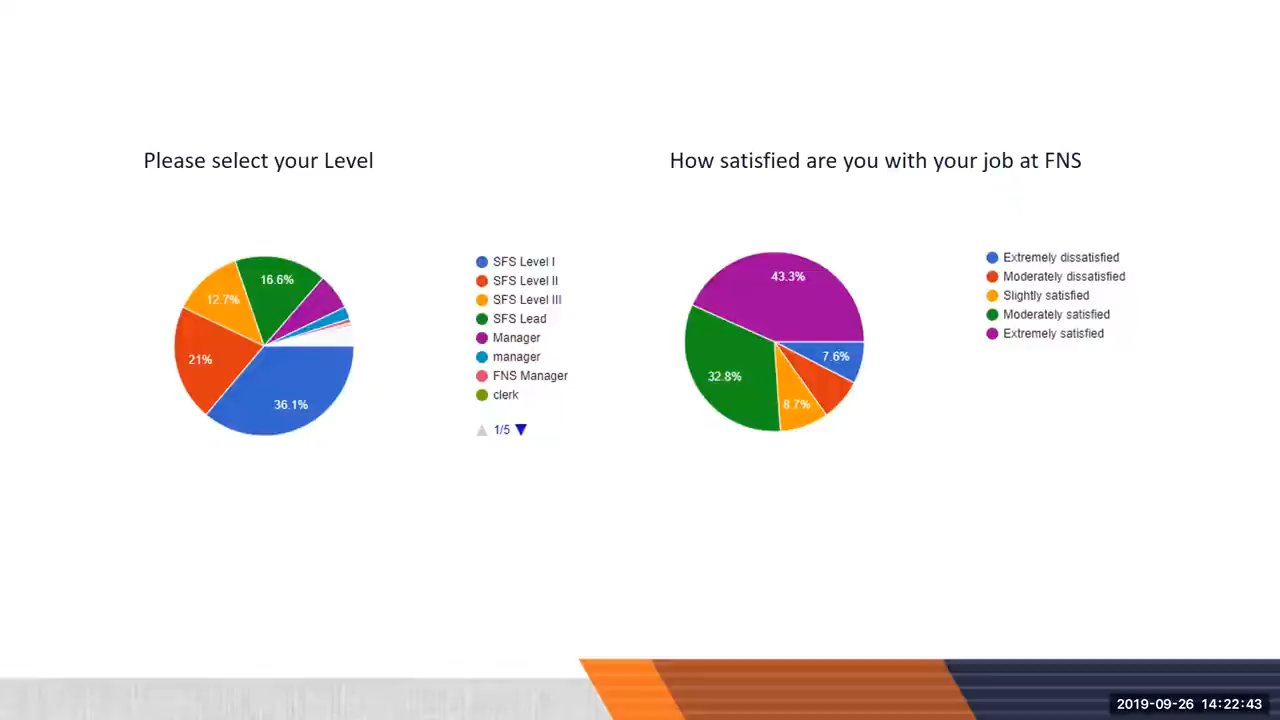 Please select your Level
16.6%
12.7%
21%
36.1%
SFS Level I
SFS Level II
SFS Level III
SFS Lead
Manager
manager
FNS Manager
clerk
1/5
How satisfied are you with your job at FNS
43.3%
7.6%
32.8%
8.7%
Extremely dissatisfied
Moderately dissatisfied
Slightly satisfied
Moderately satisfied
Extremely satisfied
2019-09-26 14:22:43